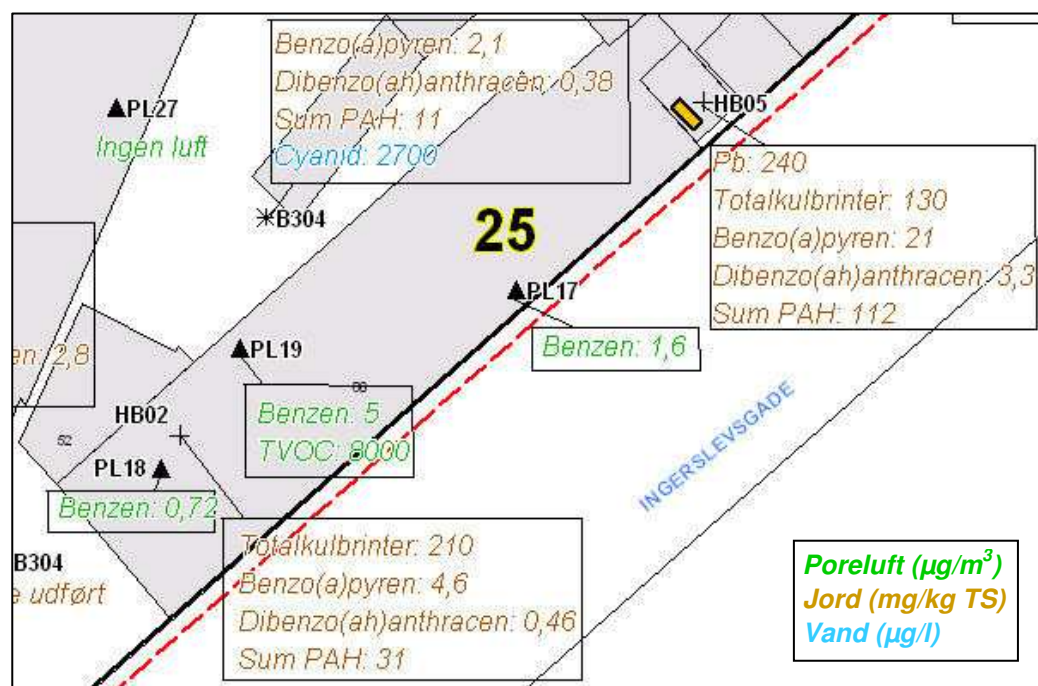 Benzo(a)pyren: 2,1
Dibenzo(ah)anthracen: 0,38
Sum PAH: 11
Cyanid: 2700
PL27
Ingen luft
HB05
Pb: 240
Totalkulbrinter: 130
Benzo(a)pyren: 21
Dibenzo(ah)anthracen: 3,3
Sum PAH: 112
B304
25
PL17
Benzen: 1,6
en: 2,8
PL19
Benzen: 5
TVOC: 8000
HB02
52
PL18
Benzen: 0,72
INGERSLEVSGADE
Totalkulbrinter: 210
Benzo(a)pyren: 4,6
Dibenzo(ah)anthracen: 0,46
Sum PAH: 31
B304
e udført
Poreluft (µg/m³)
Jord (mg/kg TS)
Vand (µg/l)